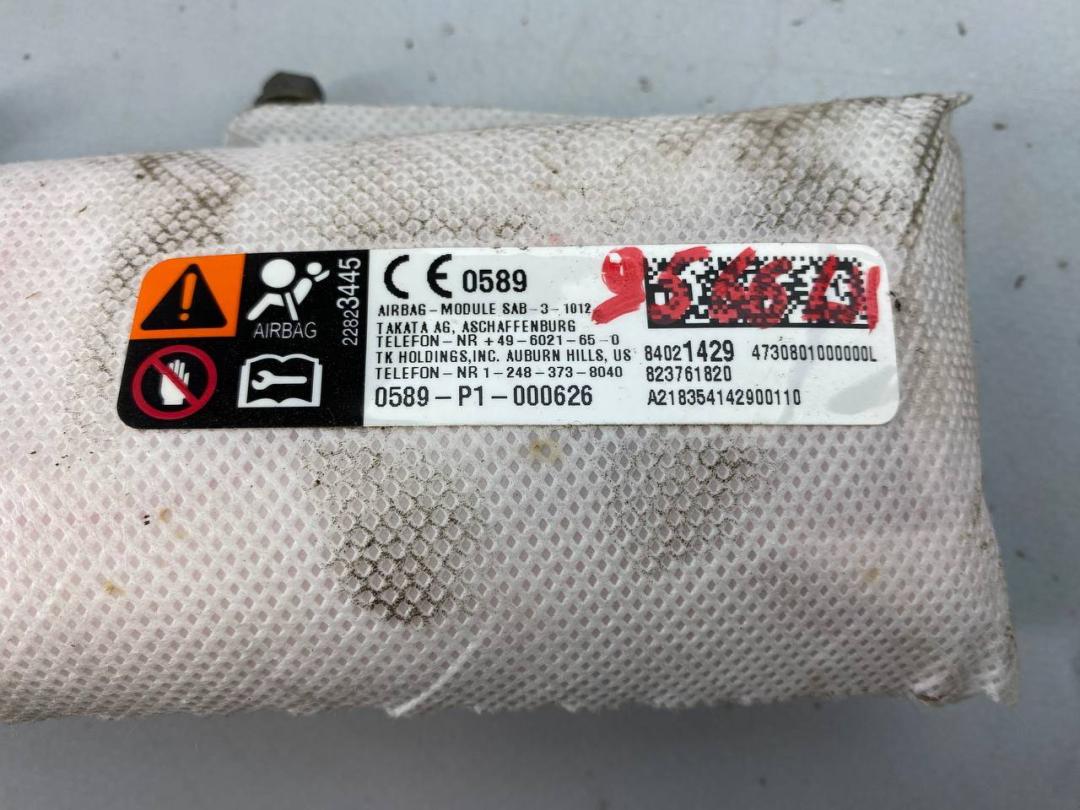 AIRBAG
22823445
CE 0589
AIRBAG-MODULE SAB-3-1012
TAKATA AG, ASCHAFFENBURG
TELEFON-NR +49-6021-65-0
TK HOLDINGS,INC. AUBURN HILLS, US
TELEFON-NR 1-248-373-8040
0589-P1-000626
84021429 4730801000000L
823761820
A218354142900110